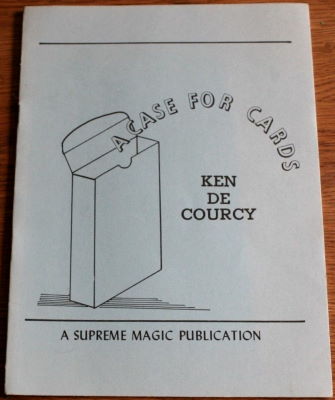 A CASE FOR CARDS
KEN
DE
COURCY
A SUPREME MAGIC PUBLICATION